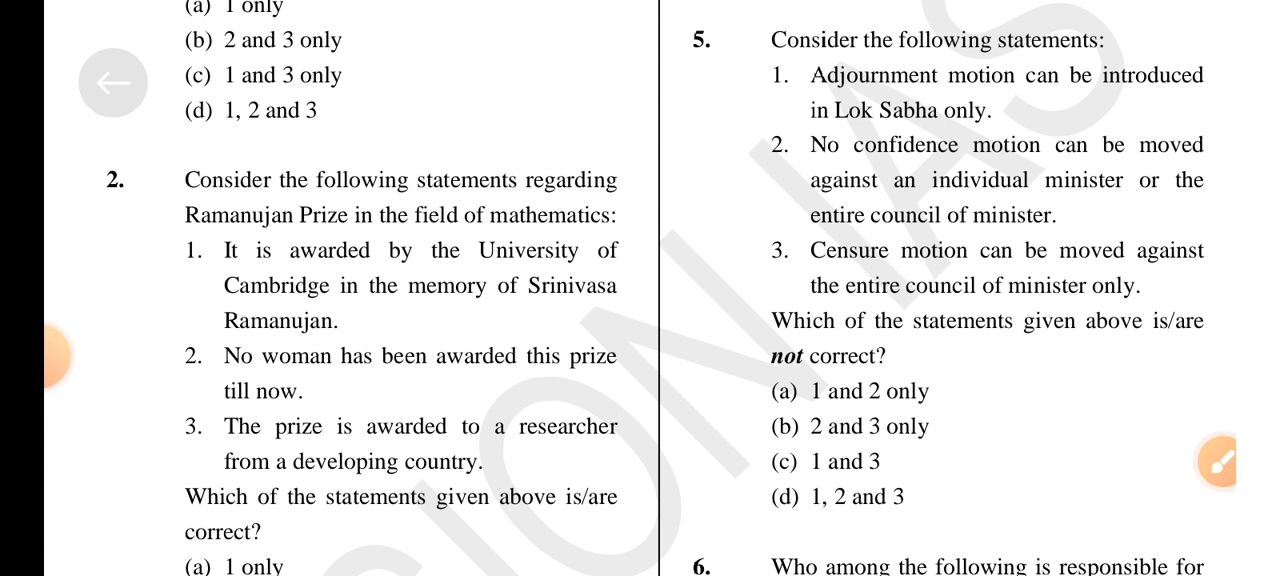 (a) 1 only
(b) 2 and 3 only
(c) 1 and 3 only
(d) 1, 2 and 3
2. Consider the following statements regarding
Ramanujan Prize in the field of mathematics:
1. It is awarded by the University of
Cambridge in the memory of Srinivasa
Ramanujan.
2. No woman has been awarded this prize
till now.
3. The prize is awarded to a researcher
from a developing country.
Which of the statements given above is/are
correct?
(a) 1 only
5. Consider the following statements:
1. Adjournment motion can be introduced
in Lok Sabha only.
2. No confidence motion can be moved
against an individual minister or the
entire council of minister.
3. Censure motion can be moved against
the entire council of minister only.
Which of the statements given above is/are
not correct?
(a) 1 and 2 only
(b) 2 and 3 only
(c) 1 and 3
(d) 1, 2 and 3
6. Who among the following is responsible for
SION IAS